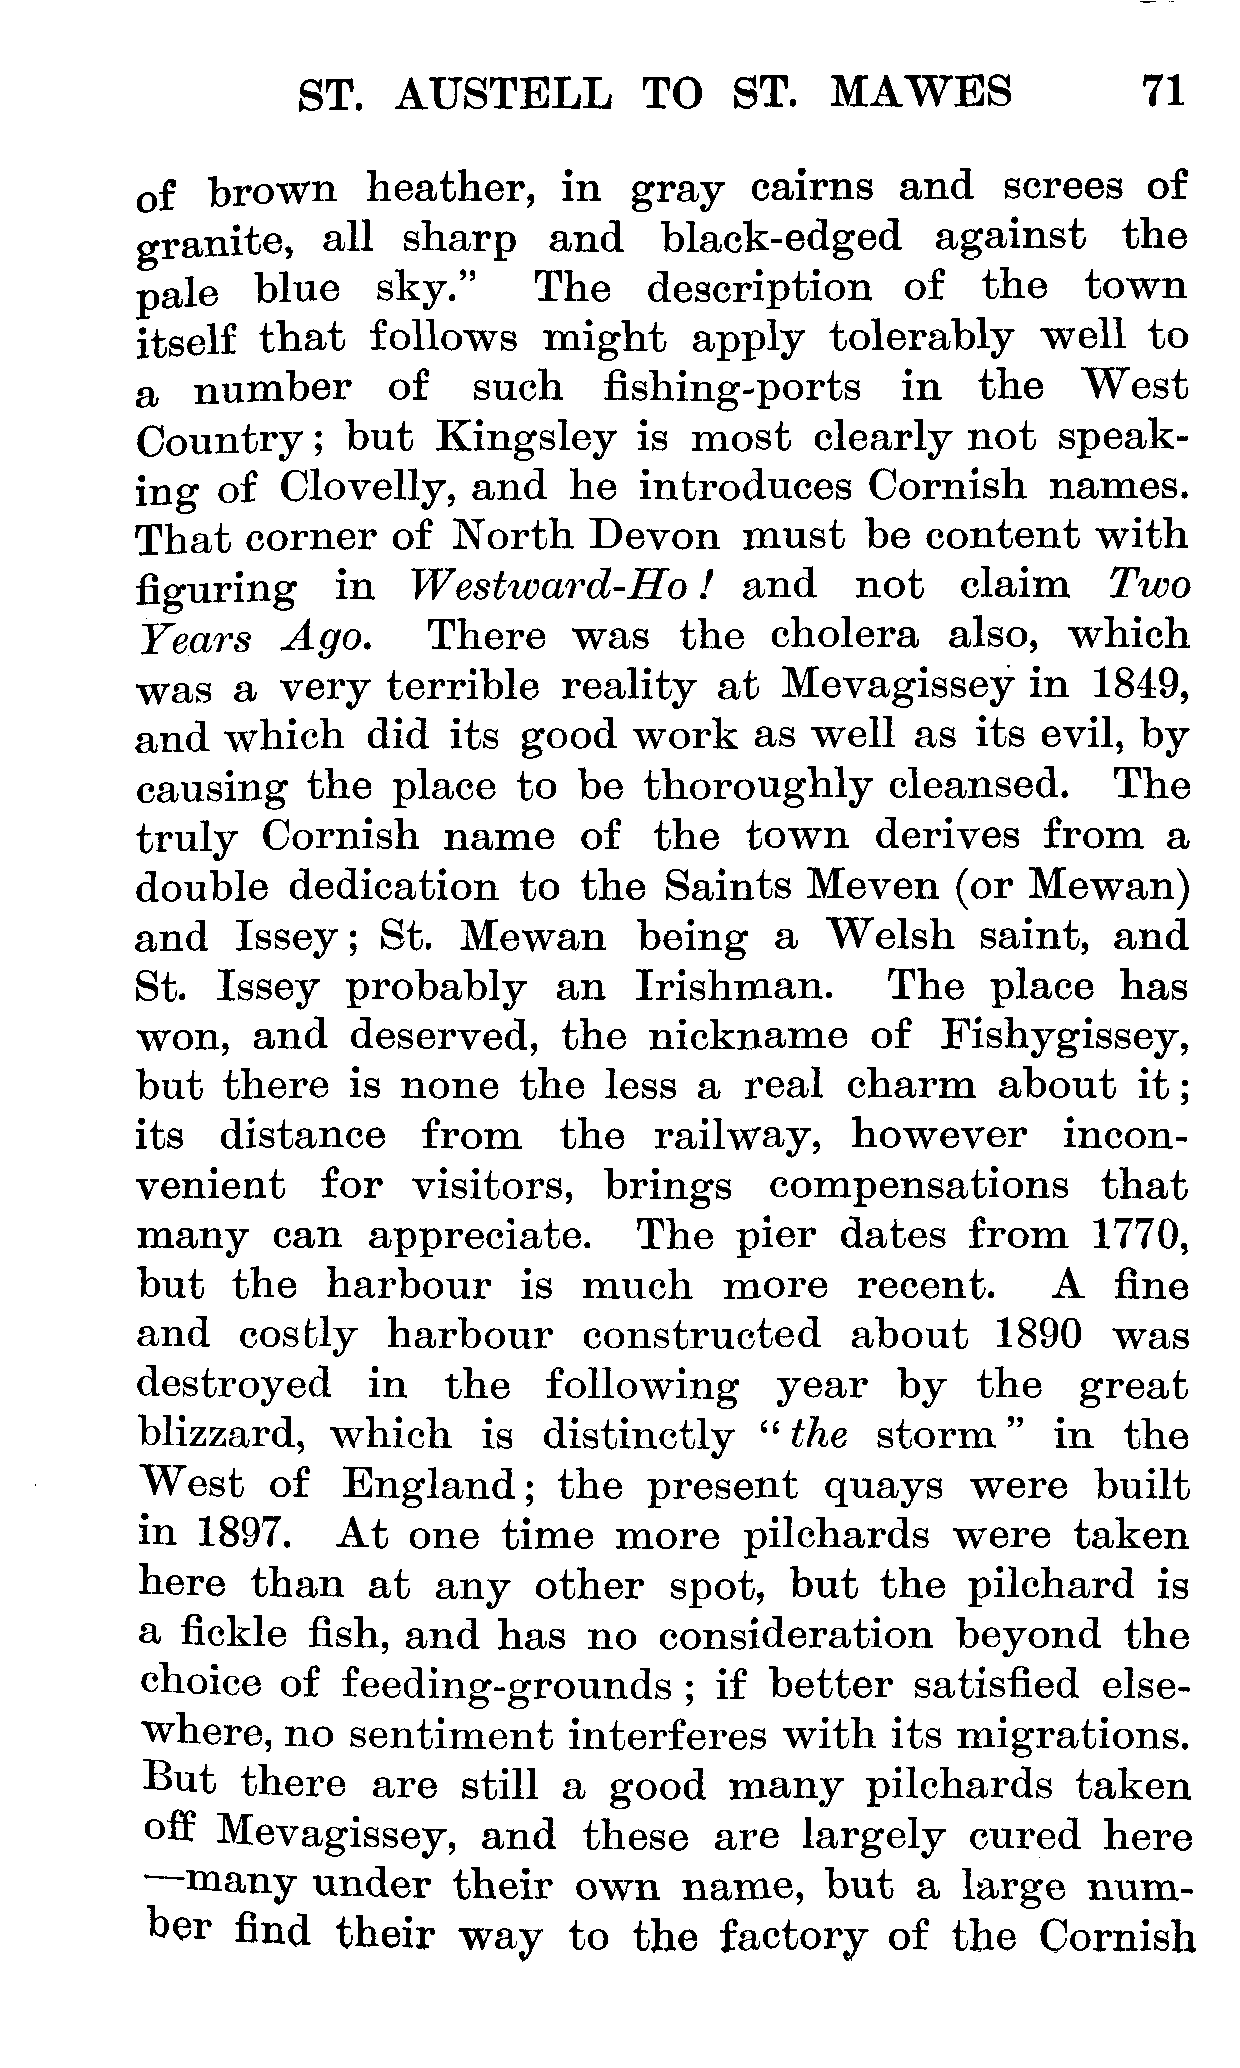 ST. AUSTELL TO ST. MAWES 71
of brown heather, in gray cairns and screes of
granite, all sharp and black-edged against the
pale blue sky.” The description of the town
itself that follows might apply tolerably well to
a number of such fishing-ports in the West
Country; but Kingsley is most clearly not speak-
ing of Clovelly, and he introduces Cornish names.
That corner of North Devon must be content with
figuring in Westward-Ho! and not claim Two
Years Ago. There was the cholera also, which
was a very terrible reality at Mevagissey in 1849,
and which did its good work as well as its evil, by
causing the place to be thoroughly cleansed. The
truly Cornish name of the town derives from a
double dedication to the Saints Meven (or Mewan)
and Issey; St. Mewan being a Welsh saint, and
St. Issey probably an Irishman. The place has
won, and deserved, the nickname of Fishygissey,
but there is none the less a real charm about it;
its distance from the railway, however incon-
venient for visitors, brings compensations that
many can appreciate. The pier dates from 1770,
but the harbour is much more recent. A fine
and costly harbour constructed about 1890 was
destroyed in the following year by the great
blizzard, which is distinctly “the storm” in the
West of England; the present quays were built
in 1897. At one time more pilchards were taken
here than at any other spot, but the pilchard is
a fickle fish, and has no consideration beyond the
choice of feeding-grounds; if better satisfied else-
where, no sentiment interferes with its migrations.
But there are still a good many pilchards taken
off Mevagissey, and these are largely cured here
—many under their own name, but a large num-
ber find their way to the factory of the Cornish